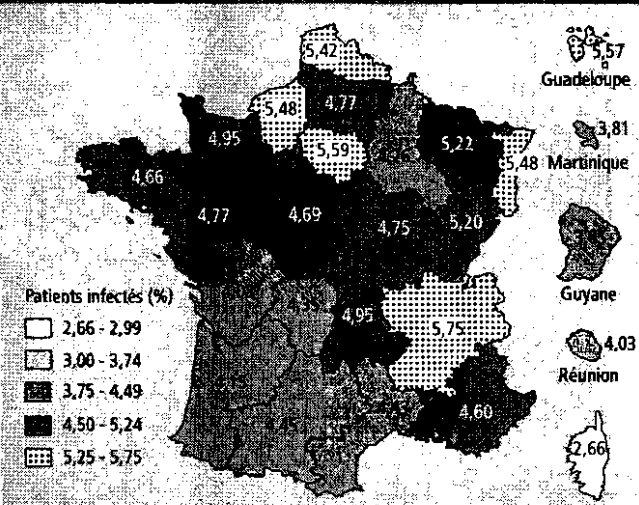 5,42
5,57
Guadeloupe
5,48
4,77
4,95
5,59
5,22
3,81
5,48
Martinique
4,66
4,77
4,69
4,75
5,20
Guyane
Patients infectés (%)
2,66 - 2,99
4,95
5,75
4,03
3,00 - 3,74
Réunion
3,75 - 4,49
4,50 - 5,24
4,60
5,25 - 5,75
4,45
2,66